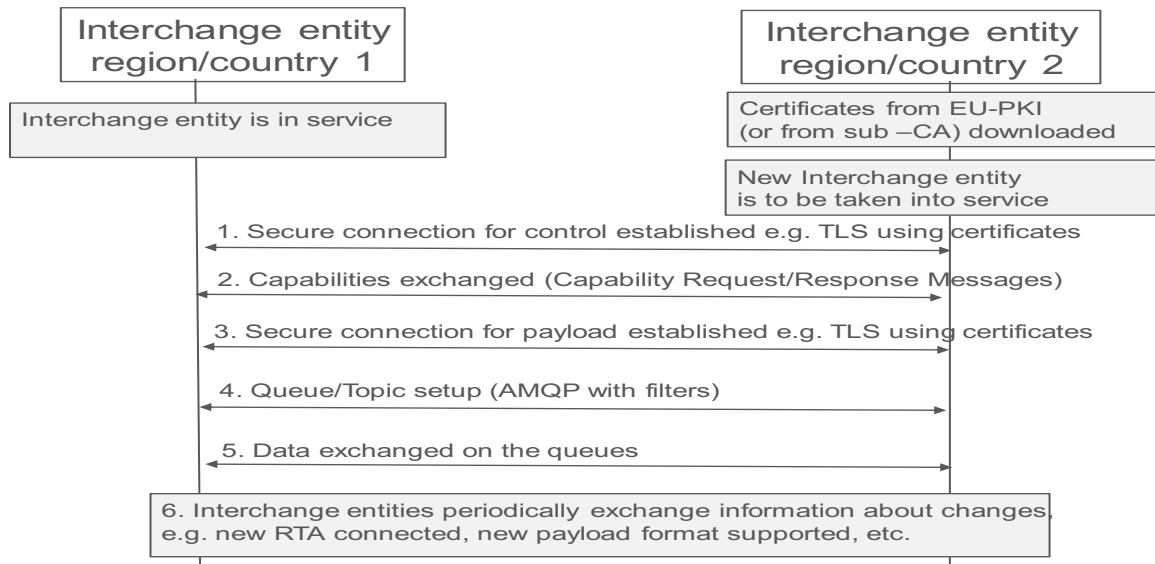 Interchange entity
region/country 1
Interchange entity
region/country 2
Interchange entity is in service
Certificates from EU-PKI
(or from sub –CA) downloaded
New Interchange entity
is to be taken into service
1. Secure connection for control established e.g. TLS using certificates
2. Capabilities exchanged (Capability Request/Response Messages)
3. Secure connection for payload established e.g. TLS using certificates
4. Queue/Topic setup (AMQP with filters)
5. Data exchanged on the queues
6. Interchange entities periodically exchange information about changes,
e.g. new RTA connected, new payload format supported, etc.